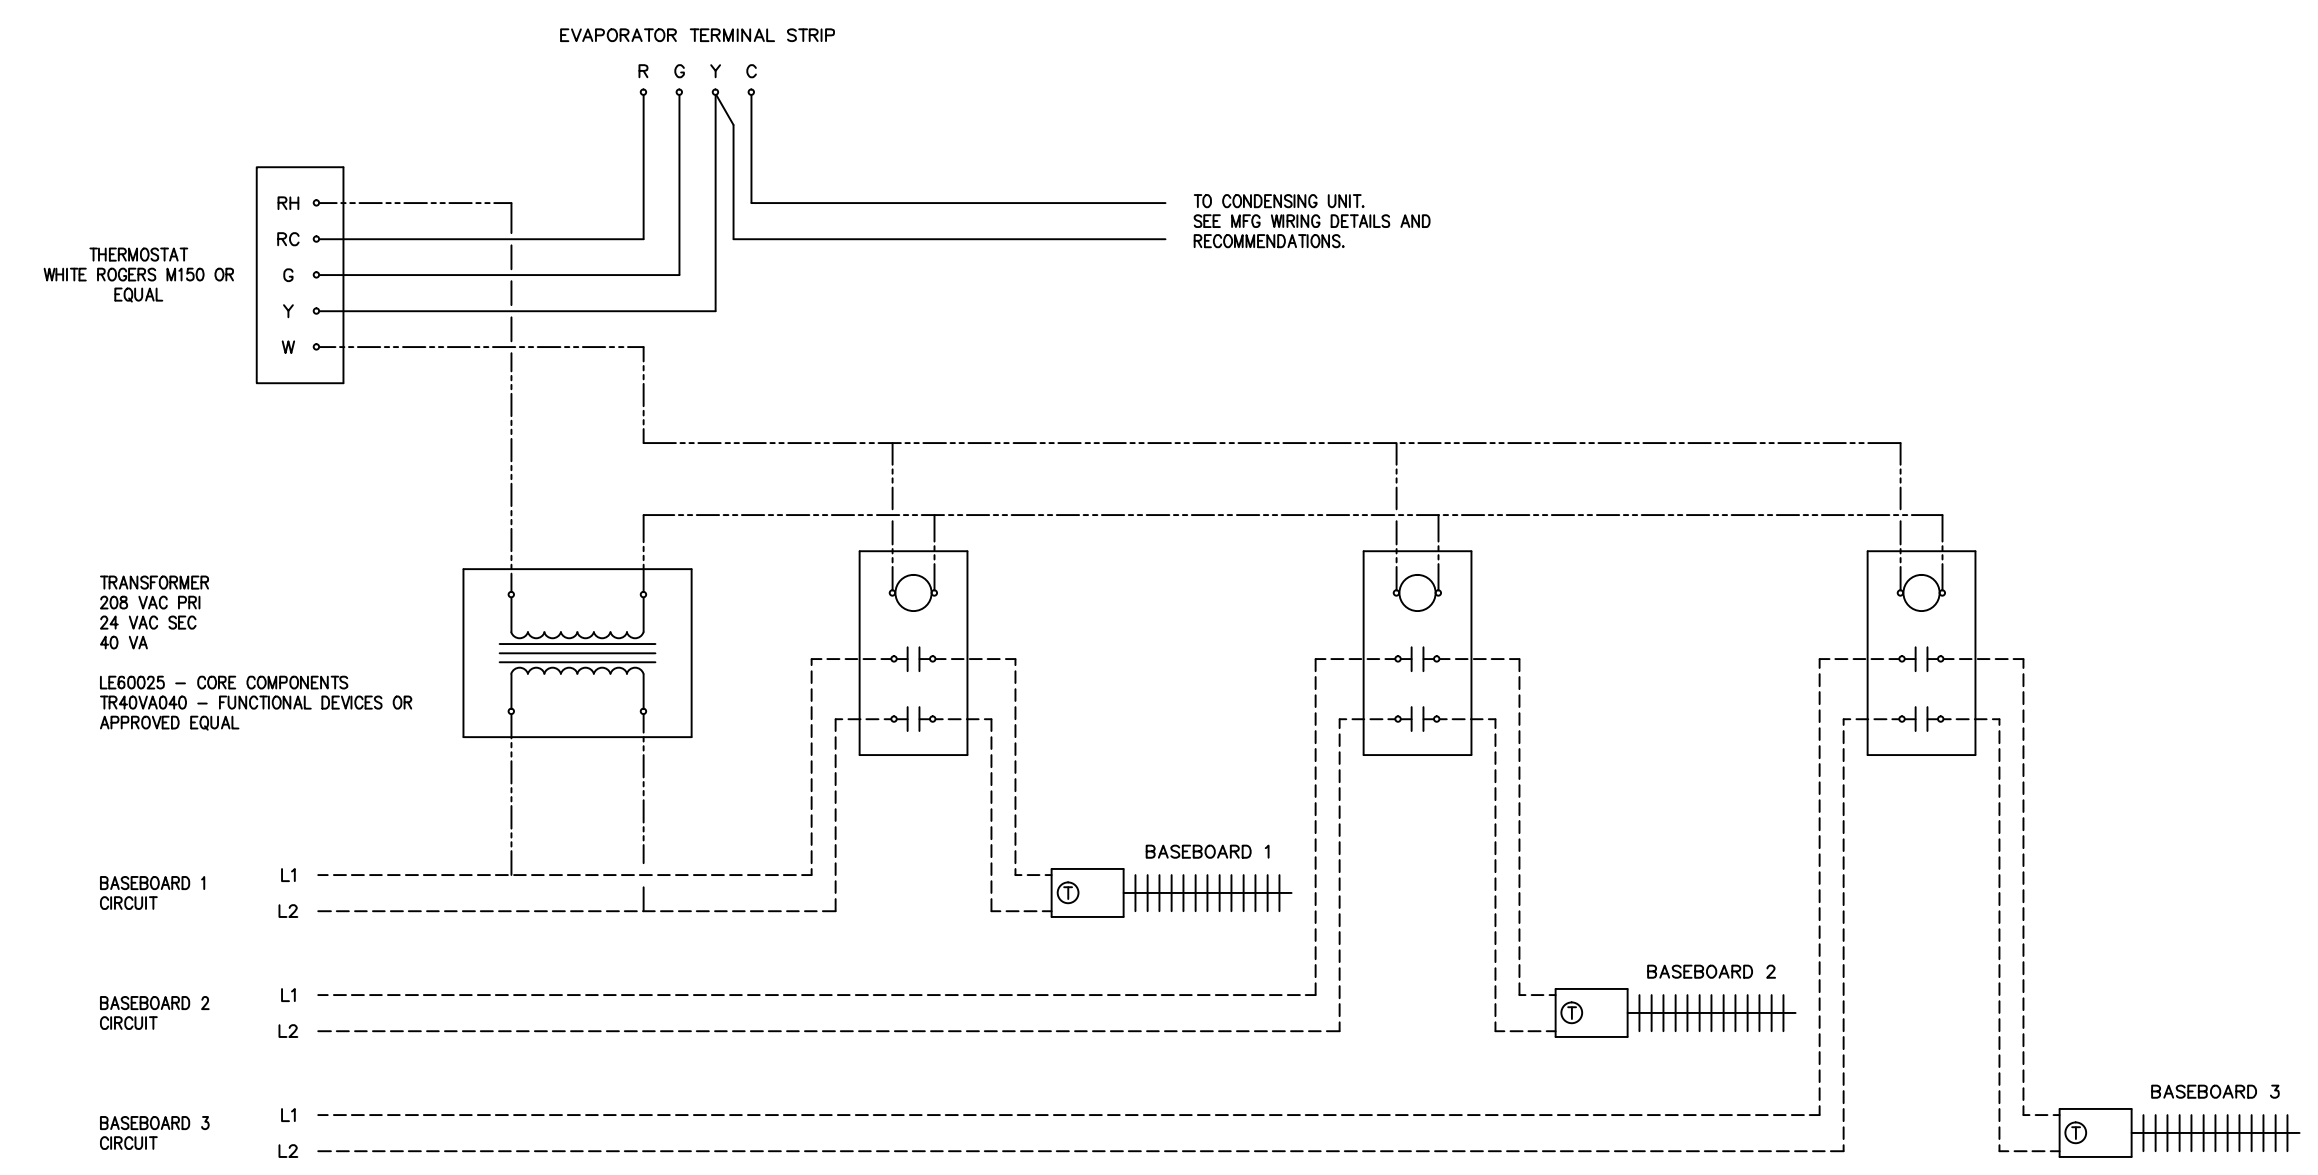 EVAPORATOR TERMINAL STRIP
R G Y C
TO CONDENSING UNIT.
SEE MFG WIRING DETAILS AND
RECOMMENDATIONS.
THERMOSTAT
WHITE ROGERS M150 OR
EQUAL
RH
RC
G
Y
W
TRANSFORMER
208 VAC PRI
24 VAC SEC
40 VA
LE60025 – CORE COMPONENTS
TR40VA040 – FUNCTIONAL DEVICES OR
APPROVED EQUAL
BASEBOARD 1
CIRCUIT
L1
L2
BASEBOARD 1
T
BASEBOARD 2
CIRCUIT
L1
L2
BASEBOARD 2
T
BASEBOARD 3
CIRCUIT
L1
L2
BASEBOARD 3
T